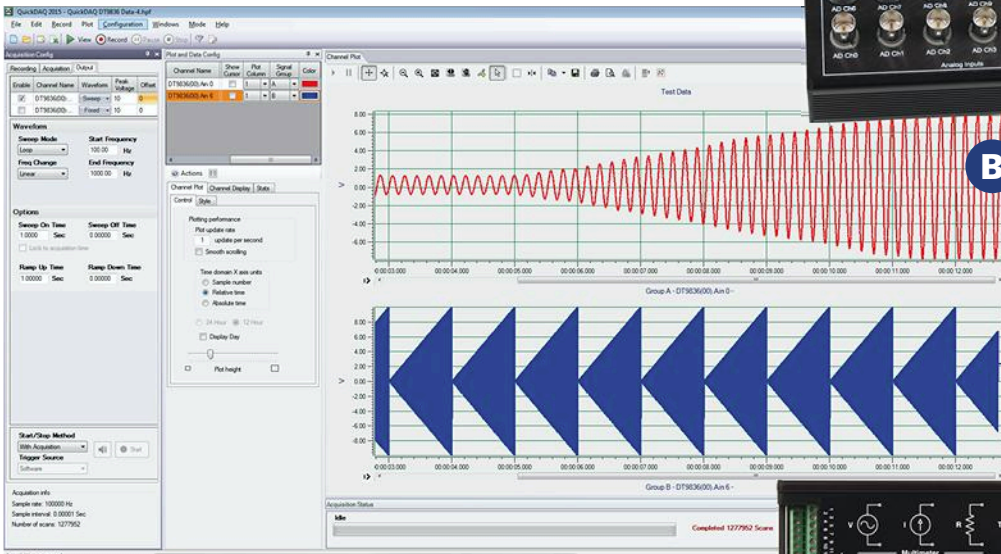 QuickDAQ 2015 - QuickDAQ DT9836 Data-4.hpf
File Edit Record Plot Configuration Windows Mode Help
View Record Pause Stop
Acquisition Config
Recording Acquisition Output
Enable Channel Name Waveform Peak Voltage Offset
DT9836(00)... Sweep 10 0
DT9836(00)... Fixed 10 0
Waveform
Sweep Mode Start Frequency
Loop 100.00 Hz
Freq Change End Frequency
Linear 1000.00 Hz
Options
Sweep On Time Sweep Off Time
1.0000 Sec 0.00000 Sec
Lock to acquisition time
Ramp Up Time Ramp Down Time
1.00000 Sec 0.00000 Sec
Start/Stop Method
With Acquisition Start
Trigger Source
Software
Acquisition info:
Sample rate: 100000 Hz
Sample interval: 0.00001 Sec
Number of scans: 1277952
Plot and Data Config
Channel Name Show Cursor Plot Column Signal Group Color
DT9836(00) Ain 0 1 A
DT9836(00) Ain 6 1 B
Actions
Channel Plot Channel Display Stats
Control Style
Plotting performance
Plot update rate
1 update per second
Smooth scrolling
Time domain X axis units
Sample number
Relative time
Absolute time
24 Hour 12 Hour
Display Day
Plot height
Channel Plot
Test Data
8.00
4.00
2.00
V 0.00
-2.00
-4.00
-6.00
0:00:03.000 00:00:04.000 00:00:05.000 00:00:06.000 00:00:07.000 00:00:08.000 00:00:09.000 00:00:10.000 00:00:11.000 00:00:12.000
Group A - DT9836(00) Ain 0 -
8.00
6.00
4.00
2.00
V 0.00
-2.00
-4.00
-6.00
-8.00
0:00:03.000 00:00:04.000 00:00:05.000 00:00:06.000 00:00:07.000 00:00:08.000 00:00:09.000 00:00:10.000 00:00:11.000 00:00:12.000
Group B - DT9836(00) Ain 6 -
Acquisition Status
Idle
Completed 1277952 Scans
AD Ch6 AD Ch7 AD Ch8 AD Ch9
AD Ch0 AD Ch1 AD Ch2 AD Ch3
Analog Inputs
B
V I R
Multimeter